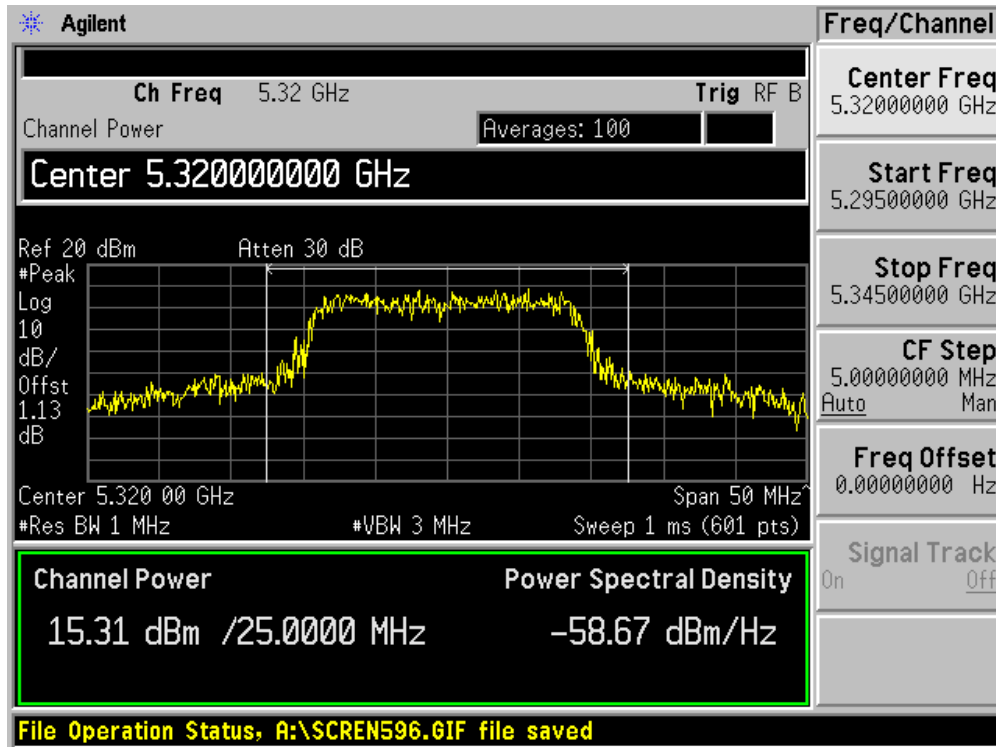 Agilent
Freq/Channel
Ch Freq 5.32 GHz Trig RF B
Channel Power Averages: 100
Center 5.320000000 GHz
Ref 20 dBm Atten 30 dB
#Peak
Log
10
dB/
Offst
1.13
dB
Center 5.320 00 GHz Span 50 MHz^
#Res BW 1 MHz #VBW 3 MHz Sweep 1 ms (601 pts)
Channel Power Power Spectral Density
15.31 dBm /25.0000 MHz -58.67 dBm/Hz
File Operation Status, A:\SCREN596.GIF file saved
Center Freq
5.32000000 GHz
Start Freq
5.29500000 GHz
Stop Freq
5.34500000 GHz
CF Step
5.00000000 MHz
Auto Man
Freq Offset
0.00000000 Hz
Signal Track
On Off